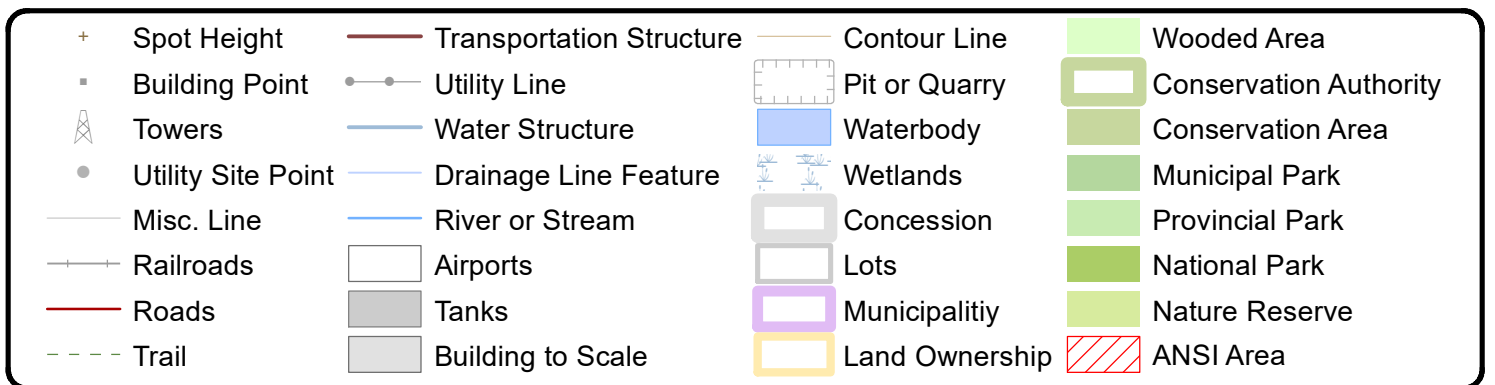 Spot Height
Building Point
Towers
Utility Site Point
Misc. Line
Railroads
Roads
Trail
Transportation Structure
Utility Line
Water Structure
Drainage Line Feature
River or Stream
Airports
Tanks
Building to Scale
Contour Line
Pit or Quarry
Waterbody
Wetlands
Concession
Lots
Municipalitiy
Land Ownership
Wooded Area
Conservation Authority
Conservation Area
Municipal Park
Provincial Park
National Park
Nature Reserve
ANSI Area